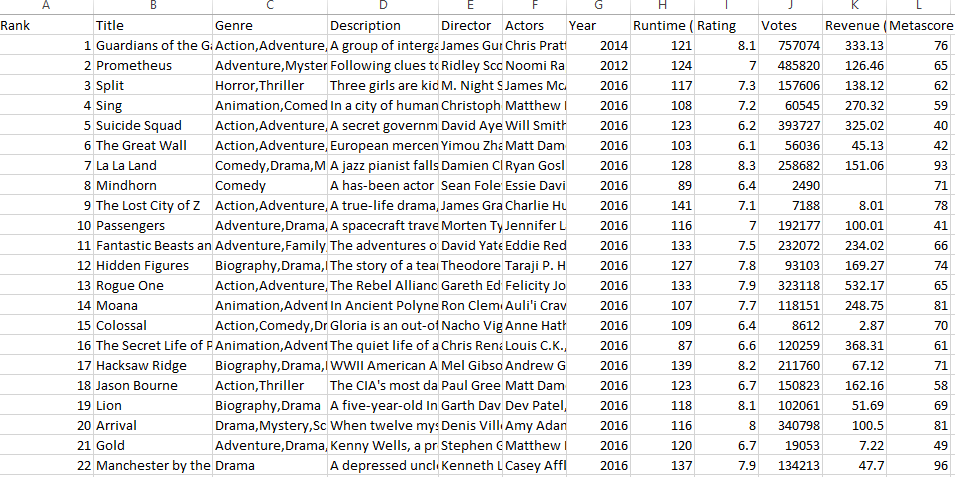 A B C D E F G H I J K L
Rank Title Genre Description Director Actors Year Runtime ( Rating Votes Revenue ( Metascore
1 Guardians of the Ga Action,Adventure, A group of interga James Gur Chris Pratt 2014 121 8.1 757074 333.13 76
2 Prometheus Adventure,Myster Following clues to Ridley Sco Noomi Ra 2012 124 7 485820 126.46 65
3 Split Horror,Thriller Three girls are kid M. Night S James Mc 2016 117 7.3 157606 138.12 62
4 Sing Animation,Comed In a city of human Christoph Matthew 2016 108 7.2 60545 270.32 59
5 Suicide Squad Action,Adventure, A secret governm David Aye Will Smith 2016 123 6.2 393727 325.02 40
6 The Great Wall Action,Adventure, European mercen Yimou Zha Matt Dam 2016 103 6.1 56036 45.13 42
7 La La Land Comedy,Drama,M A jazz pianist falls Damien C Ryan Gosl 2016 128 8.3 258682 151.06 93
8 Mindhorn Comedy A has-been actor Sean Fole Essie Davi 2016 89 6.4 2490 71
9 The Lost City of Z Action,Adventure, A true-life drama, James Gra Charlie Hu 2016 141 7.1 7188 8.01 78
10 Passengers Adventure,Drama, A spacecraft trave Morten Ty Jennifer L 2016 116 7 192177 100.01 41
11 Fantastic Beasts an Adventure,Family The adventures o David Yate Eddie Red 2016 133 7.5 232072 234.02 66
12 Hidden Figures Biography,Drama, The story of a tea Theodore Taraji P. H 2016 127 7.8 93103 169.27 74
13 Rogue One Action,Adventure, The Rebel Allianc Gareth Ed Felicity Jo 2016 133 7.9 323118 532.17 65
14 Moana Animation,Advent In Ancient Polyne Ron Clem Auli'i Crav 2016 107 7.7 118151 248.75 81
15 Colossal Action,Comedy,Dr Gloria is an out-of Nacho Vig Anne Hath 2016 109 6.4 8612 2.87 70
16 The Secret Life of P Animation,Advent The quiet life of a Chris Rena Louis C.K., 2016 87 6.6 120259 368.31 61
17 Hacksaw Ridge Biography,Drama, WWII American A Mel Gibso Andrew G 2016 139 8.2 211760 67.12 71
18 Jason Bourne Action,Thriller The CIA's most da Paul Gree Matt Dam 2016 123 6.7 150823 162.16 58
19 Lion Biography,Drama A five-year-old In Garth Dav Dev Patel, 2016 118 8.1 102061 51.69 69
20 Arrival Drama,Mystery,Sc When twelve mys Denis Vill Amy Adan 2016 116 8 340798 100.5 81
21 Gold Adventure,Drama, Kenny Wells, a pr Stephen G Matthew 2016 120 6.7 19053 7.22 49
22 Manchester by the Drama A depressed uncl Kenneth L Casey Affl 2016 137 7.9 134213 47.7 96